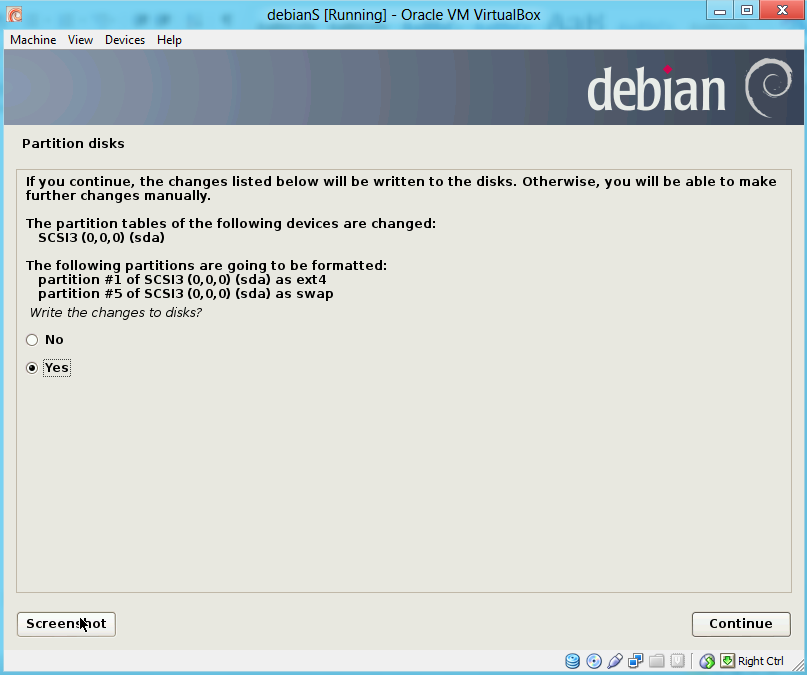 debianS [Running] - Oracle VM VirtualBox
Machine View Devices Help
debian
Partition disks
If you continue, the changes listed below will be written to the disks. Otherwise, you will be able to make
further changes manually.
The partition tables of the following devices are changed:
SCSI3 (0,0,0) (sda)
The following partitions are going to be formatted:
partition #1 of SCSI3 (0,0,0) (sda) as ext4
partition #5 of SCSI3 (0,0,0) (sda) as swap
Write the changes to disks?
No
Yes
Screenshot
Continue
Right Ctrl